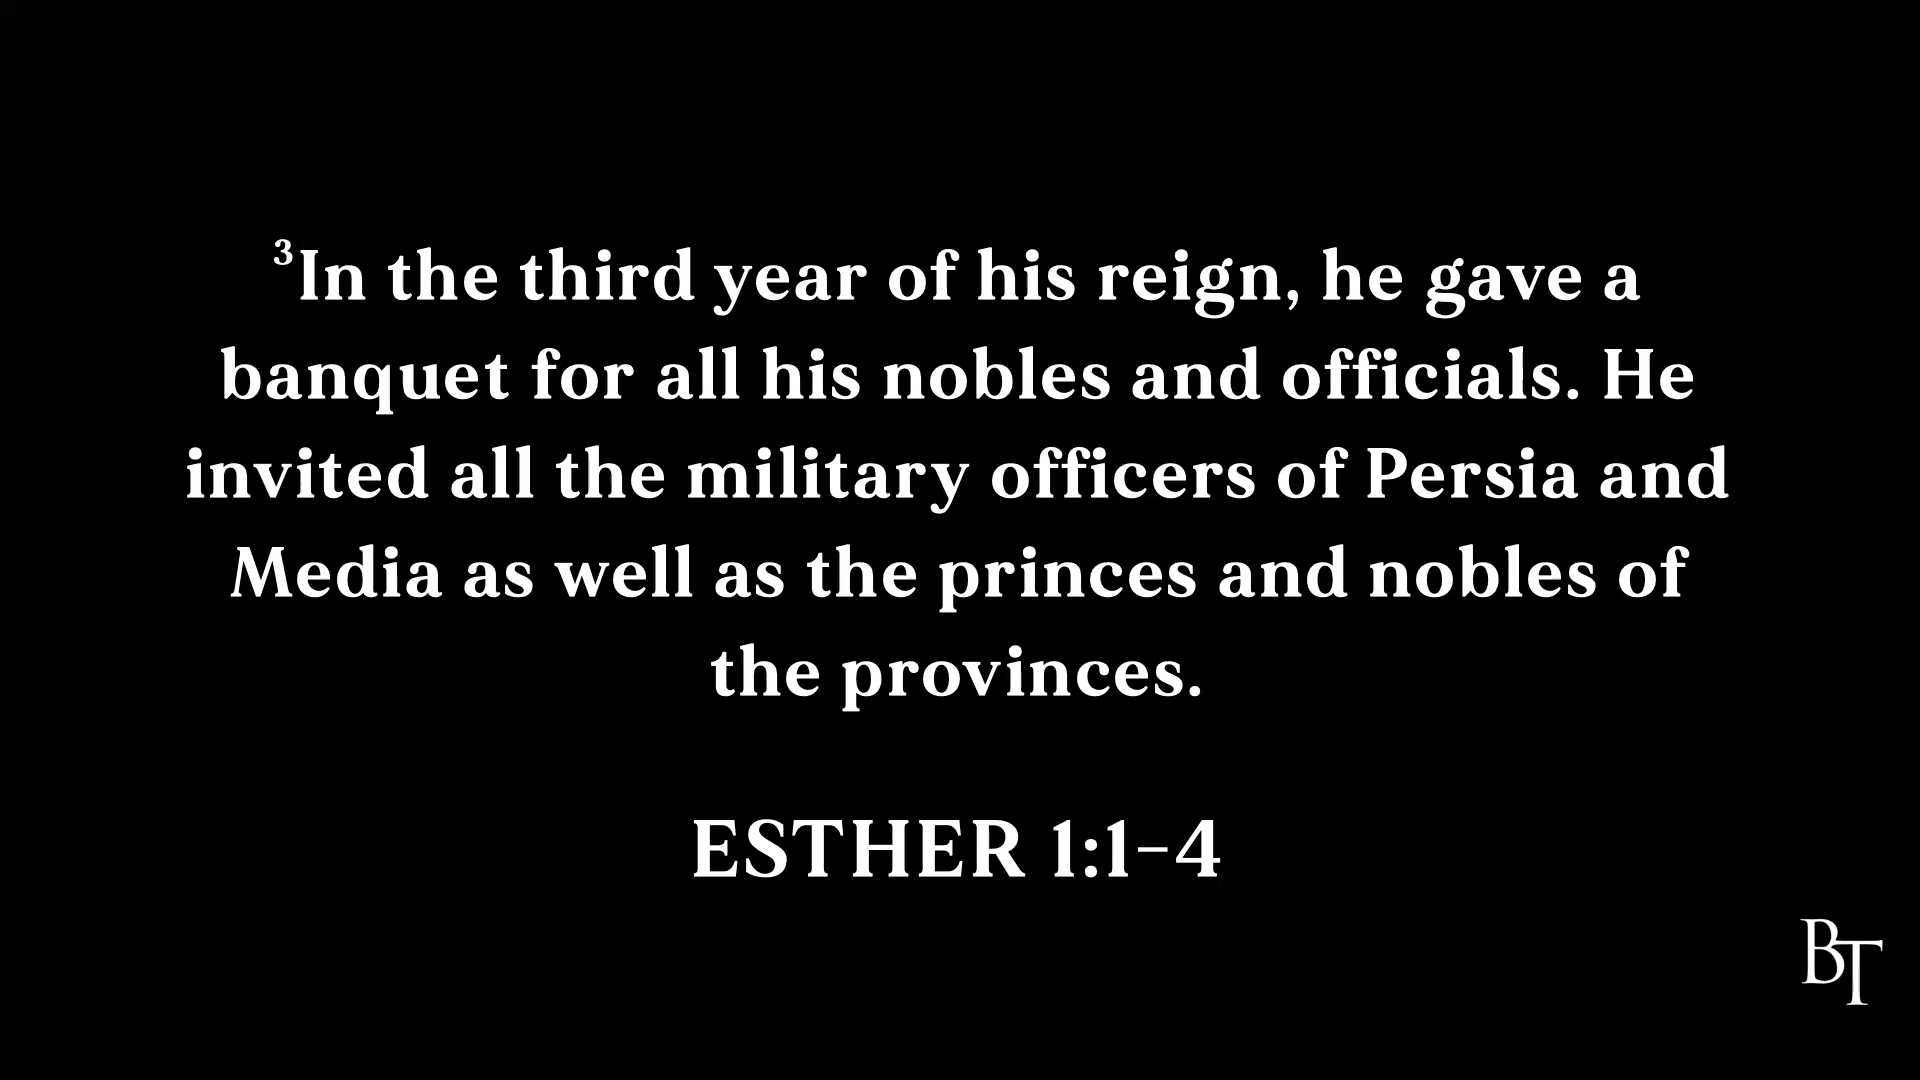 ³In the third year of his reign, he gave a
banquet for all his nobles and officials. He
invited all the military officers of Persia and
Media as well as the princes and nobles of
the provinces.
ESTHER 1:1–4
BT